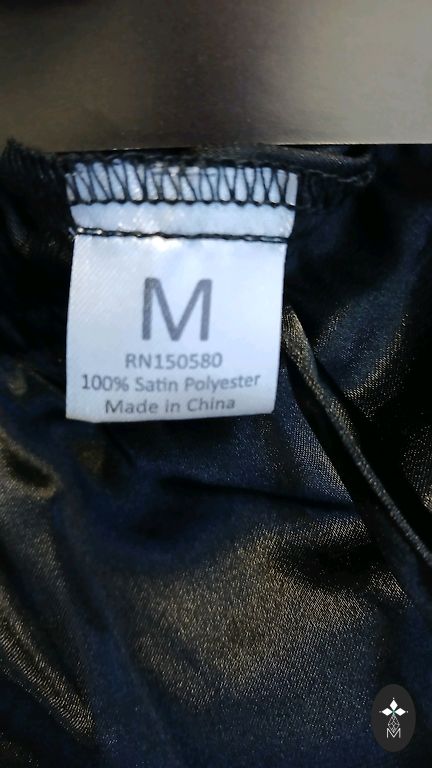 M
RN150580
100% Satin Polyester
Made in China
M